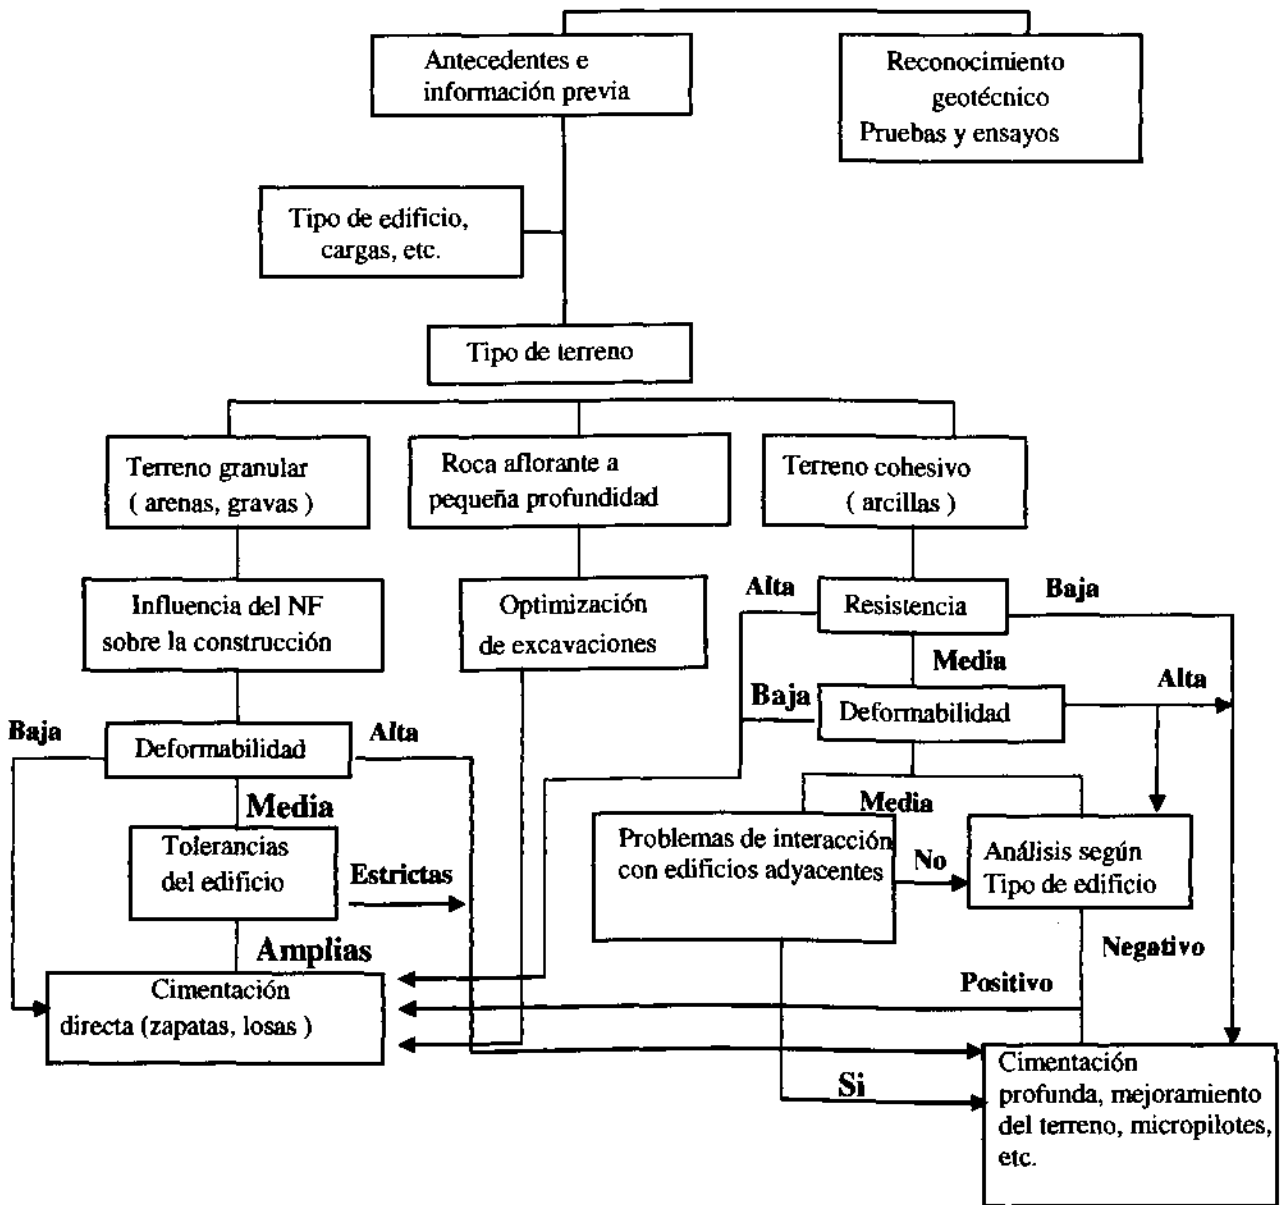 Antecedentes e
información previa
Reconocimiento
geotécnico
Pruebas y ensayos
Tipo de edificio,
cargas, etc.
Tipo de terreno
Terreno granular
( arenas, gravas )
Roca aflorante a
pequeña profundidad
Terreno cohesivo
( arcillas )
Influencia del NF
sobre la construcción
Optimización
de excavaciones
Alta
Resistencia
Baja
Media
Baja
Deformabilidad
Alta
Baja
Deformabilidad
Alta
Media
Media
Tolerancias
del edificio
Estrictas
Problemas de interacción
con edificios adyacentes
No
Análisis según
Tipo de edificio
Amplias
Negativo
Positivo
Cimentación
directa (zapatas, losas )
Si
Cimentación
profunda, mejoramiento
del terreno, micropilotes,
etc.